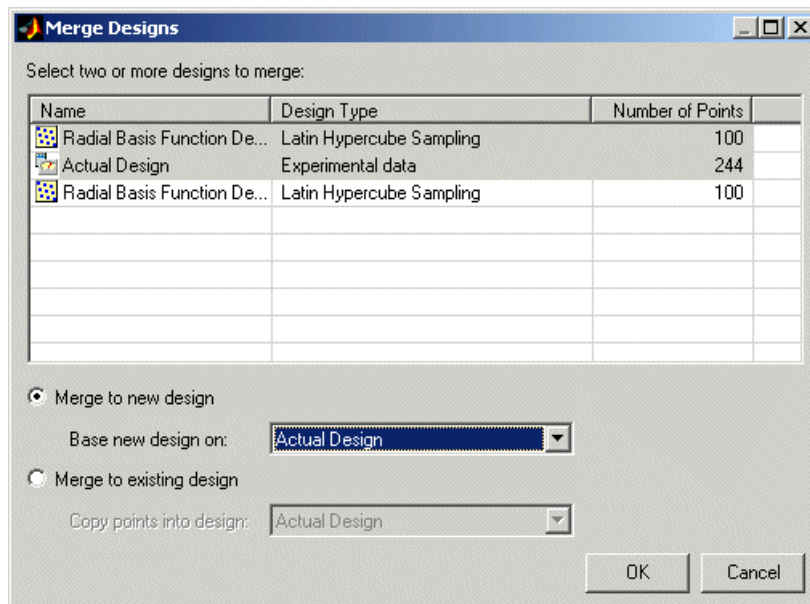 Merge Designs
Select two or more designs to merge:
Name Design Type Number of Points
Radial Basis Function De... Latin Hypercube Sampling 100
Actual Design Experimental data 244
Radial Basis Function De... Latin Hypercube Sampling 100
Merge to new design
Base new design on: Actual Design
Merge to existing design
Copy points into design: Actual Design
OK Cancel